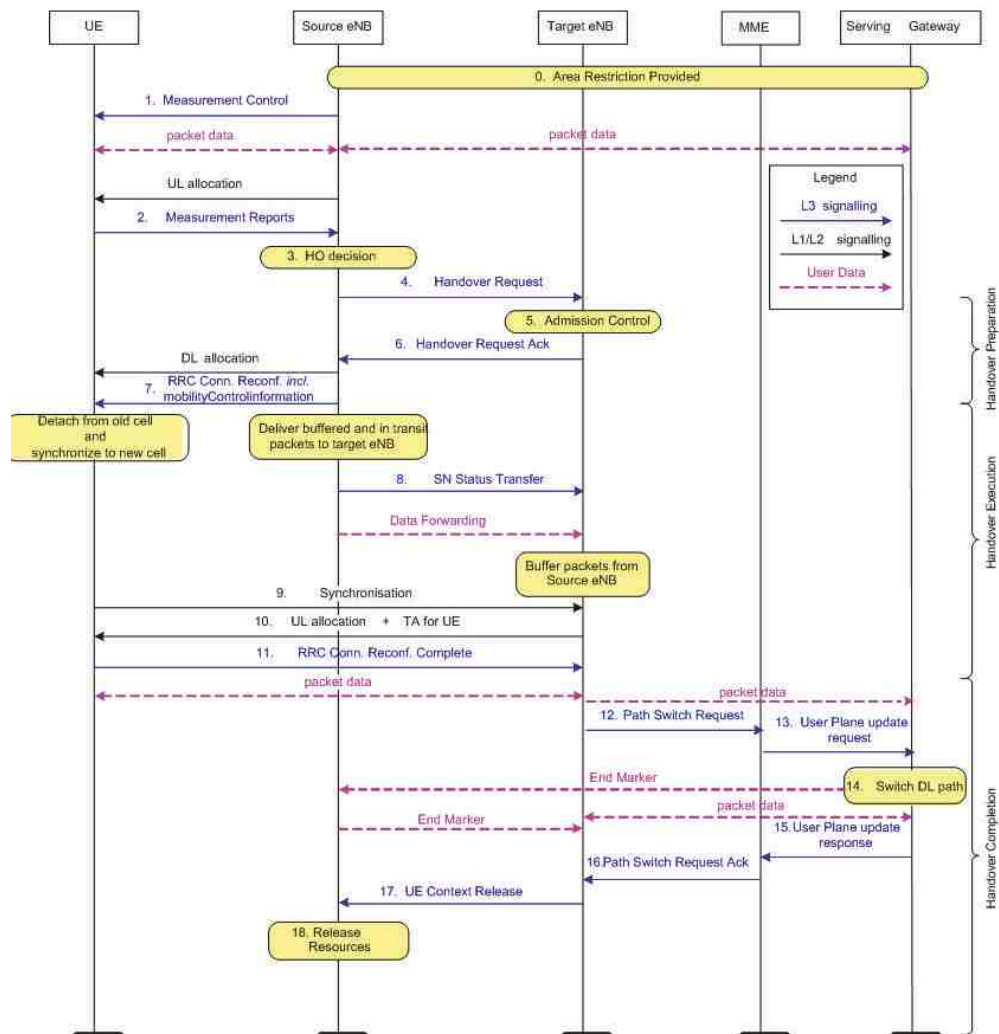 UE
Source eNB
Target eNB
MME
Serving Gateway
0. Area Restriction Provided
1. Measurement Control
packet data
packet data
Legend
L3 signalling
L1/L2 signalling
User Data
UL allocation
2. Measurement Reports
3. HO decision
4. Handover Request
5. Admission Control
6. Handover Request Ack
DL allocation
7. RRC Conn. Reconf. incl.
mobilityControlinformation
Handover Preparation
Detach from old cell
and
synchronize to new cell
Deliver buffered and in transit
packets to target eNB
8. SN Status Transfer
Data Forwarding
Buffer packets from
Source eNB
9. Synchronisation
10. UL allocation + TA for UE
11. RRC Conn. Reconf. Complete
Handover Execution
packet data
packet data
12. Path Switch Request
13. User Plane update
request
End Marker
14. Switch DL path
packet data
End Marker
15.User Plane update
response
16.Path Switch Request Ack
17. UE Context Release
18. Release
Resources
Handover Completion